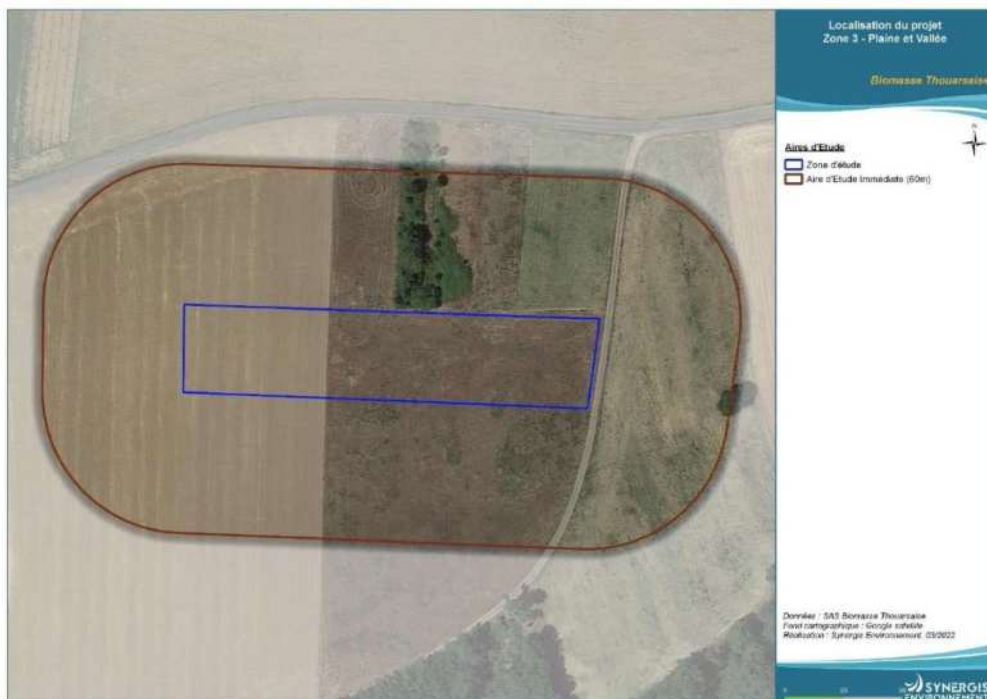 Localisation du projet
Zone 3 - Plaine et Vallée
Biomasse Thouarsaise
Aires d'Etude
Zone d'étude
Aire d'Etude Immédiate (60m)
Données : SAS Biomasse Thouarsaise
Fond cartographique : Google satellite
Réalisation : Synergis Environnement, 03/2022
SYNERGIS
ENVIRONNEMENT